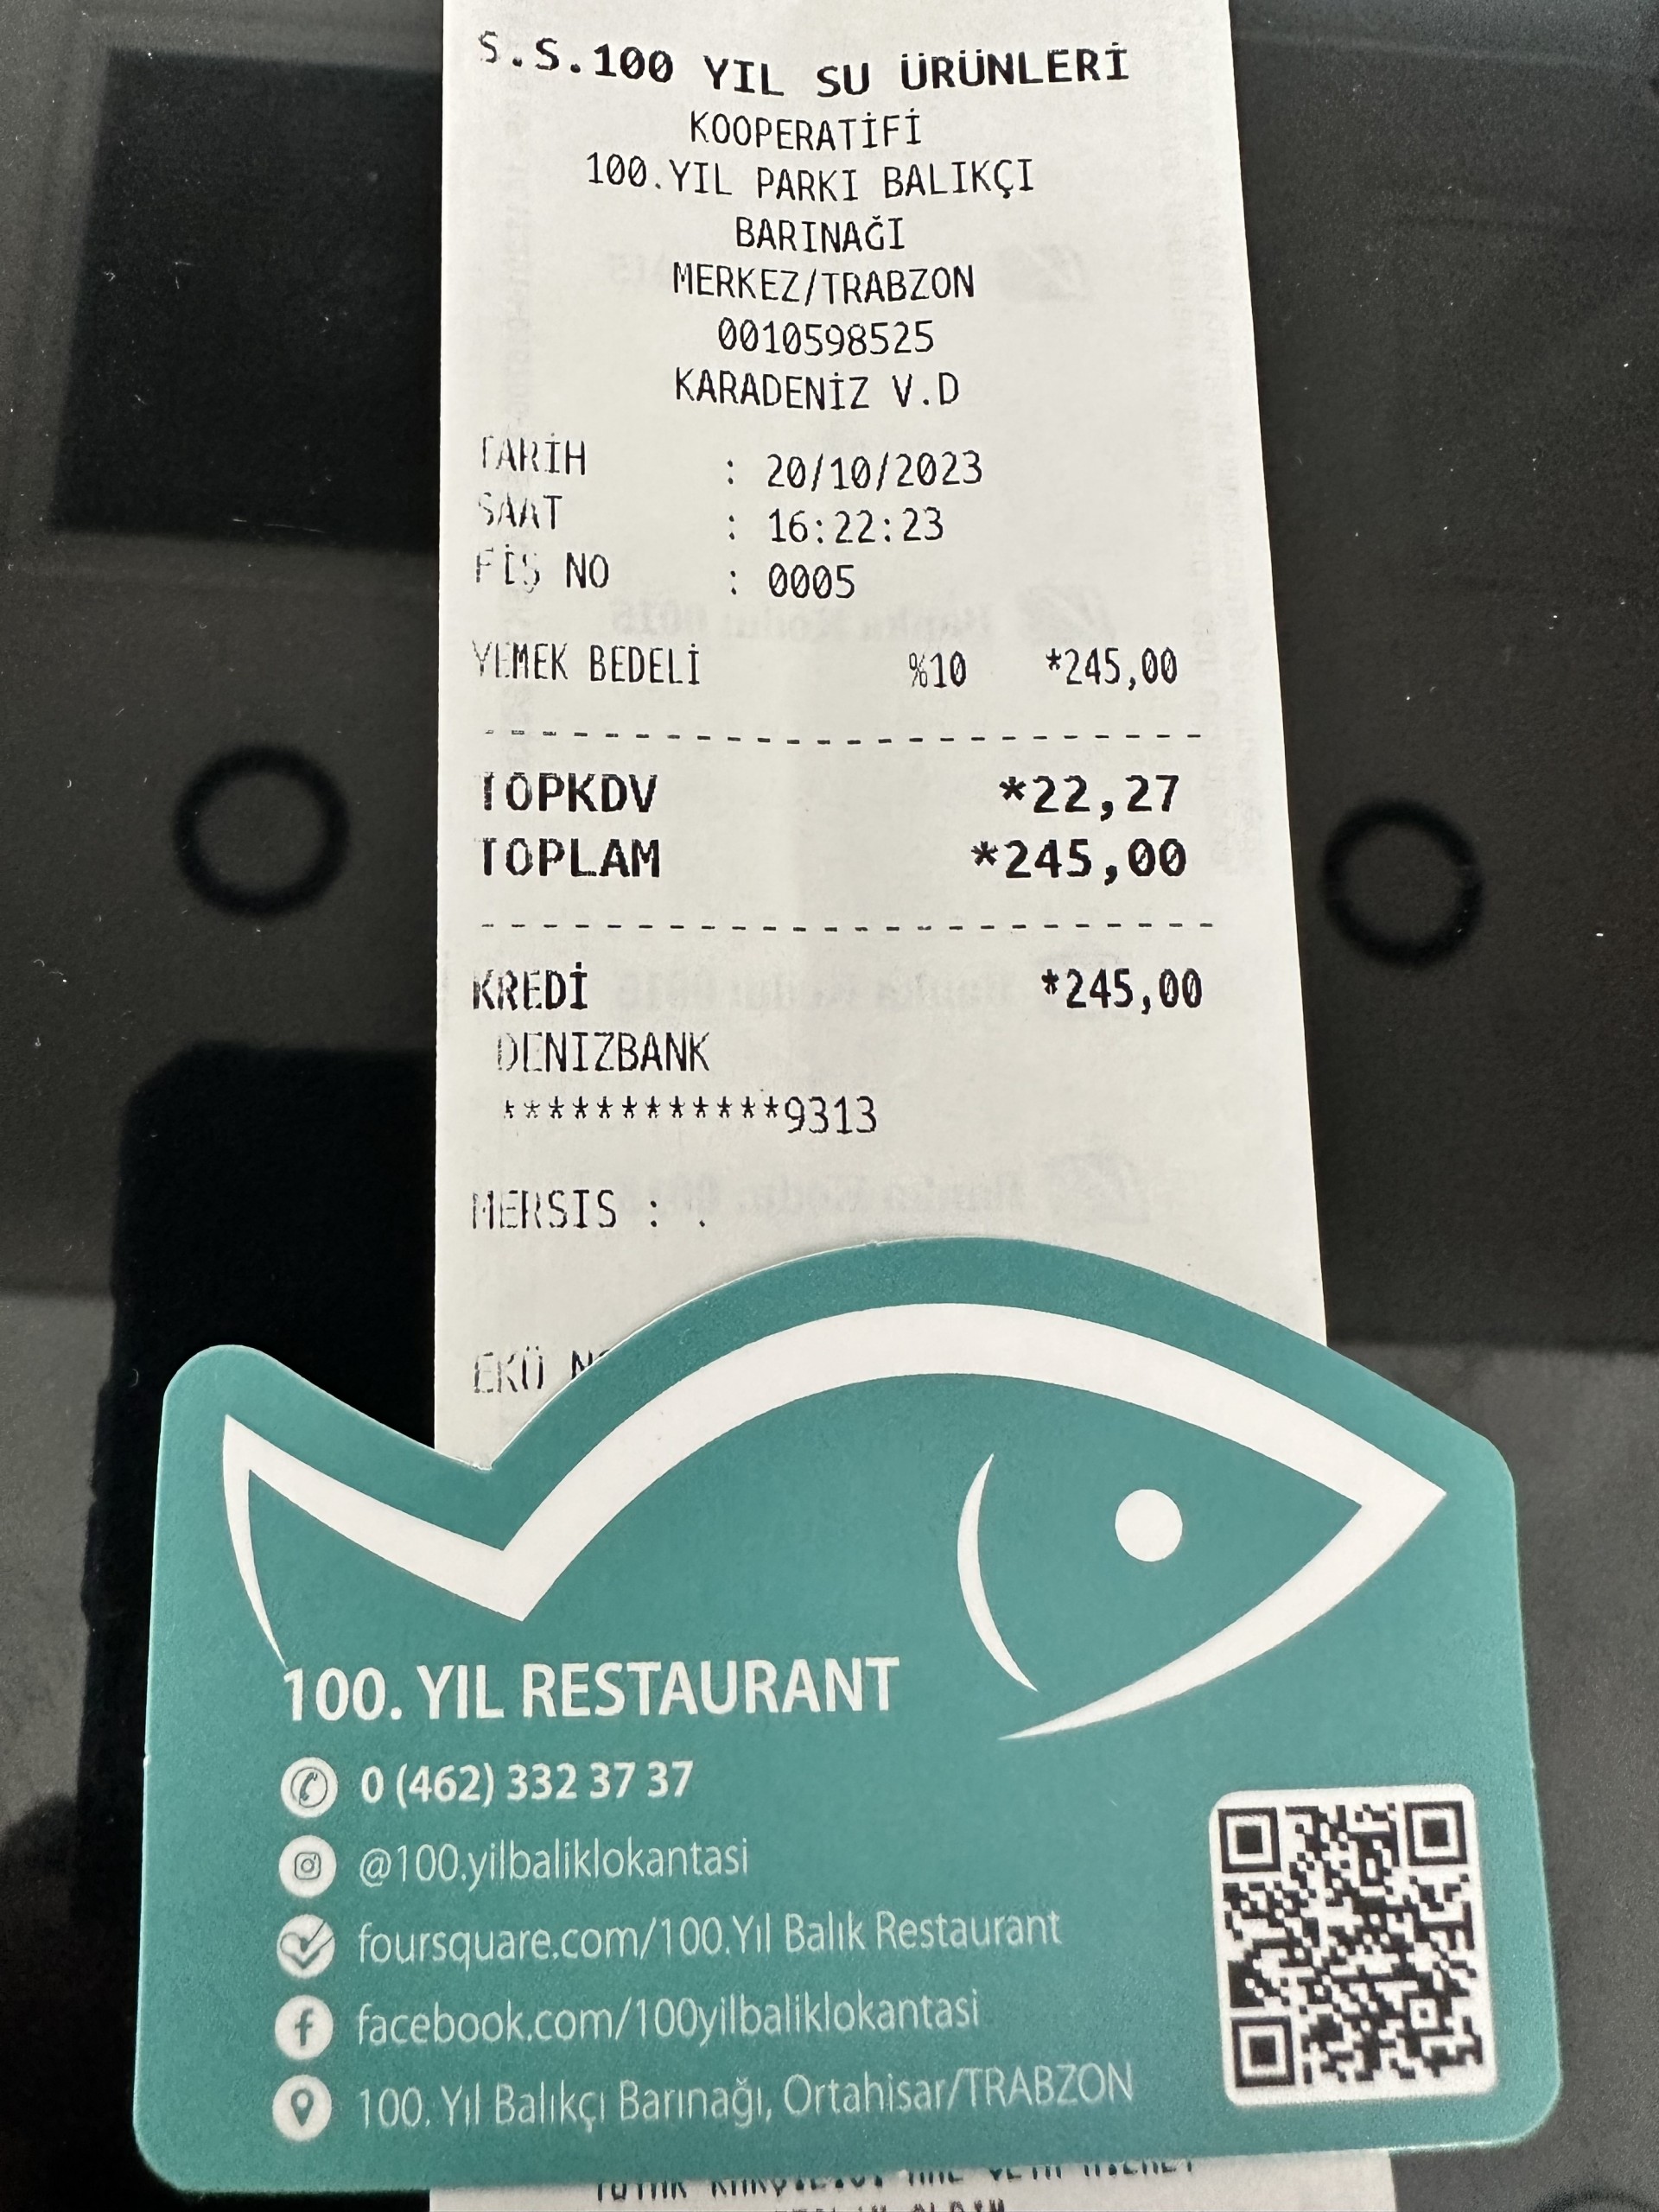 S.S.100 YIL SU ÜRÜNLERİ
KOOPERATİFİ
100.YIL PARKI BALIKÇI
BARINAĞI
MERKEZ/TRABZON
0010598525
KARADENİZ V.D
TARİH : 20/10/2023
SAAT : 16:22:23
FİŞ NO : 0005
YEMEK BEDELİ %10 *245,00
TOPKDV *22,27
TOPLAM *245,00
KREDİ *245,00
DENIZBANK
************9313
MERSIS : .
EKÜ
100. YIL RESTAURANT
0 (462) 332 37 37
@100.yilbaliklokantasi
foursquare.com/100.Yıl Balık Restaurant
facebook.com/100yilbaliklokantasi
100. Yıl Balıkçı Barınağı, Ortahisar/TRABZON